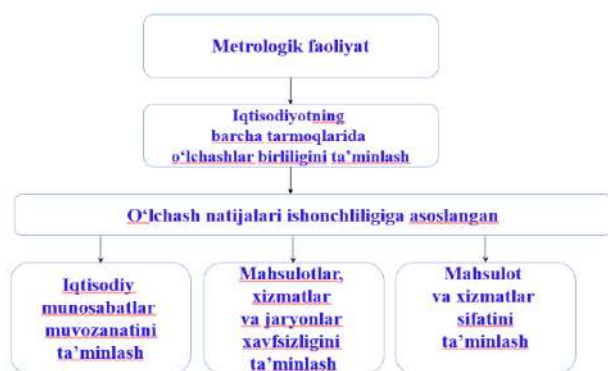 Metrologik faoliyat
Iqtisodiyotning
barcha tarmoqlarida
o‘lchashlar birliligini ta’minlash
O‘lchash natijalari ishonchliligiga asoslangan
Iqtisodiy
munosabatlar
muvozanatini
ta’minlash
Mahsulotlar,
xizmatlar
va jaryonlar
xavfsizligini
ta’minlash
Mahsulot
va xizmatlar
sifatini
ta’minlash